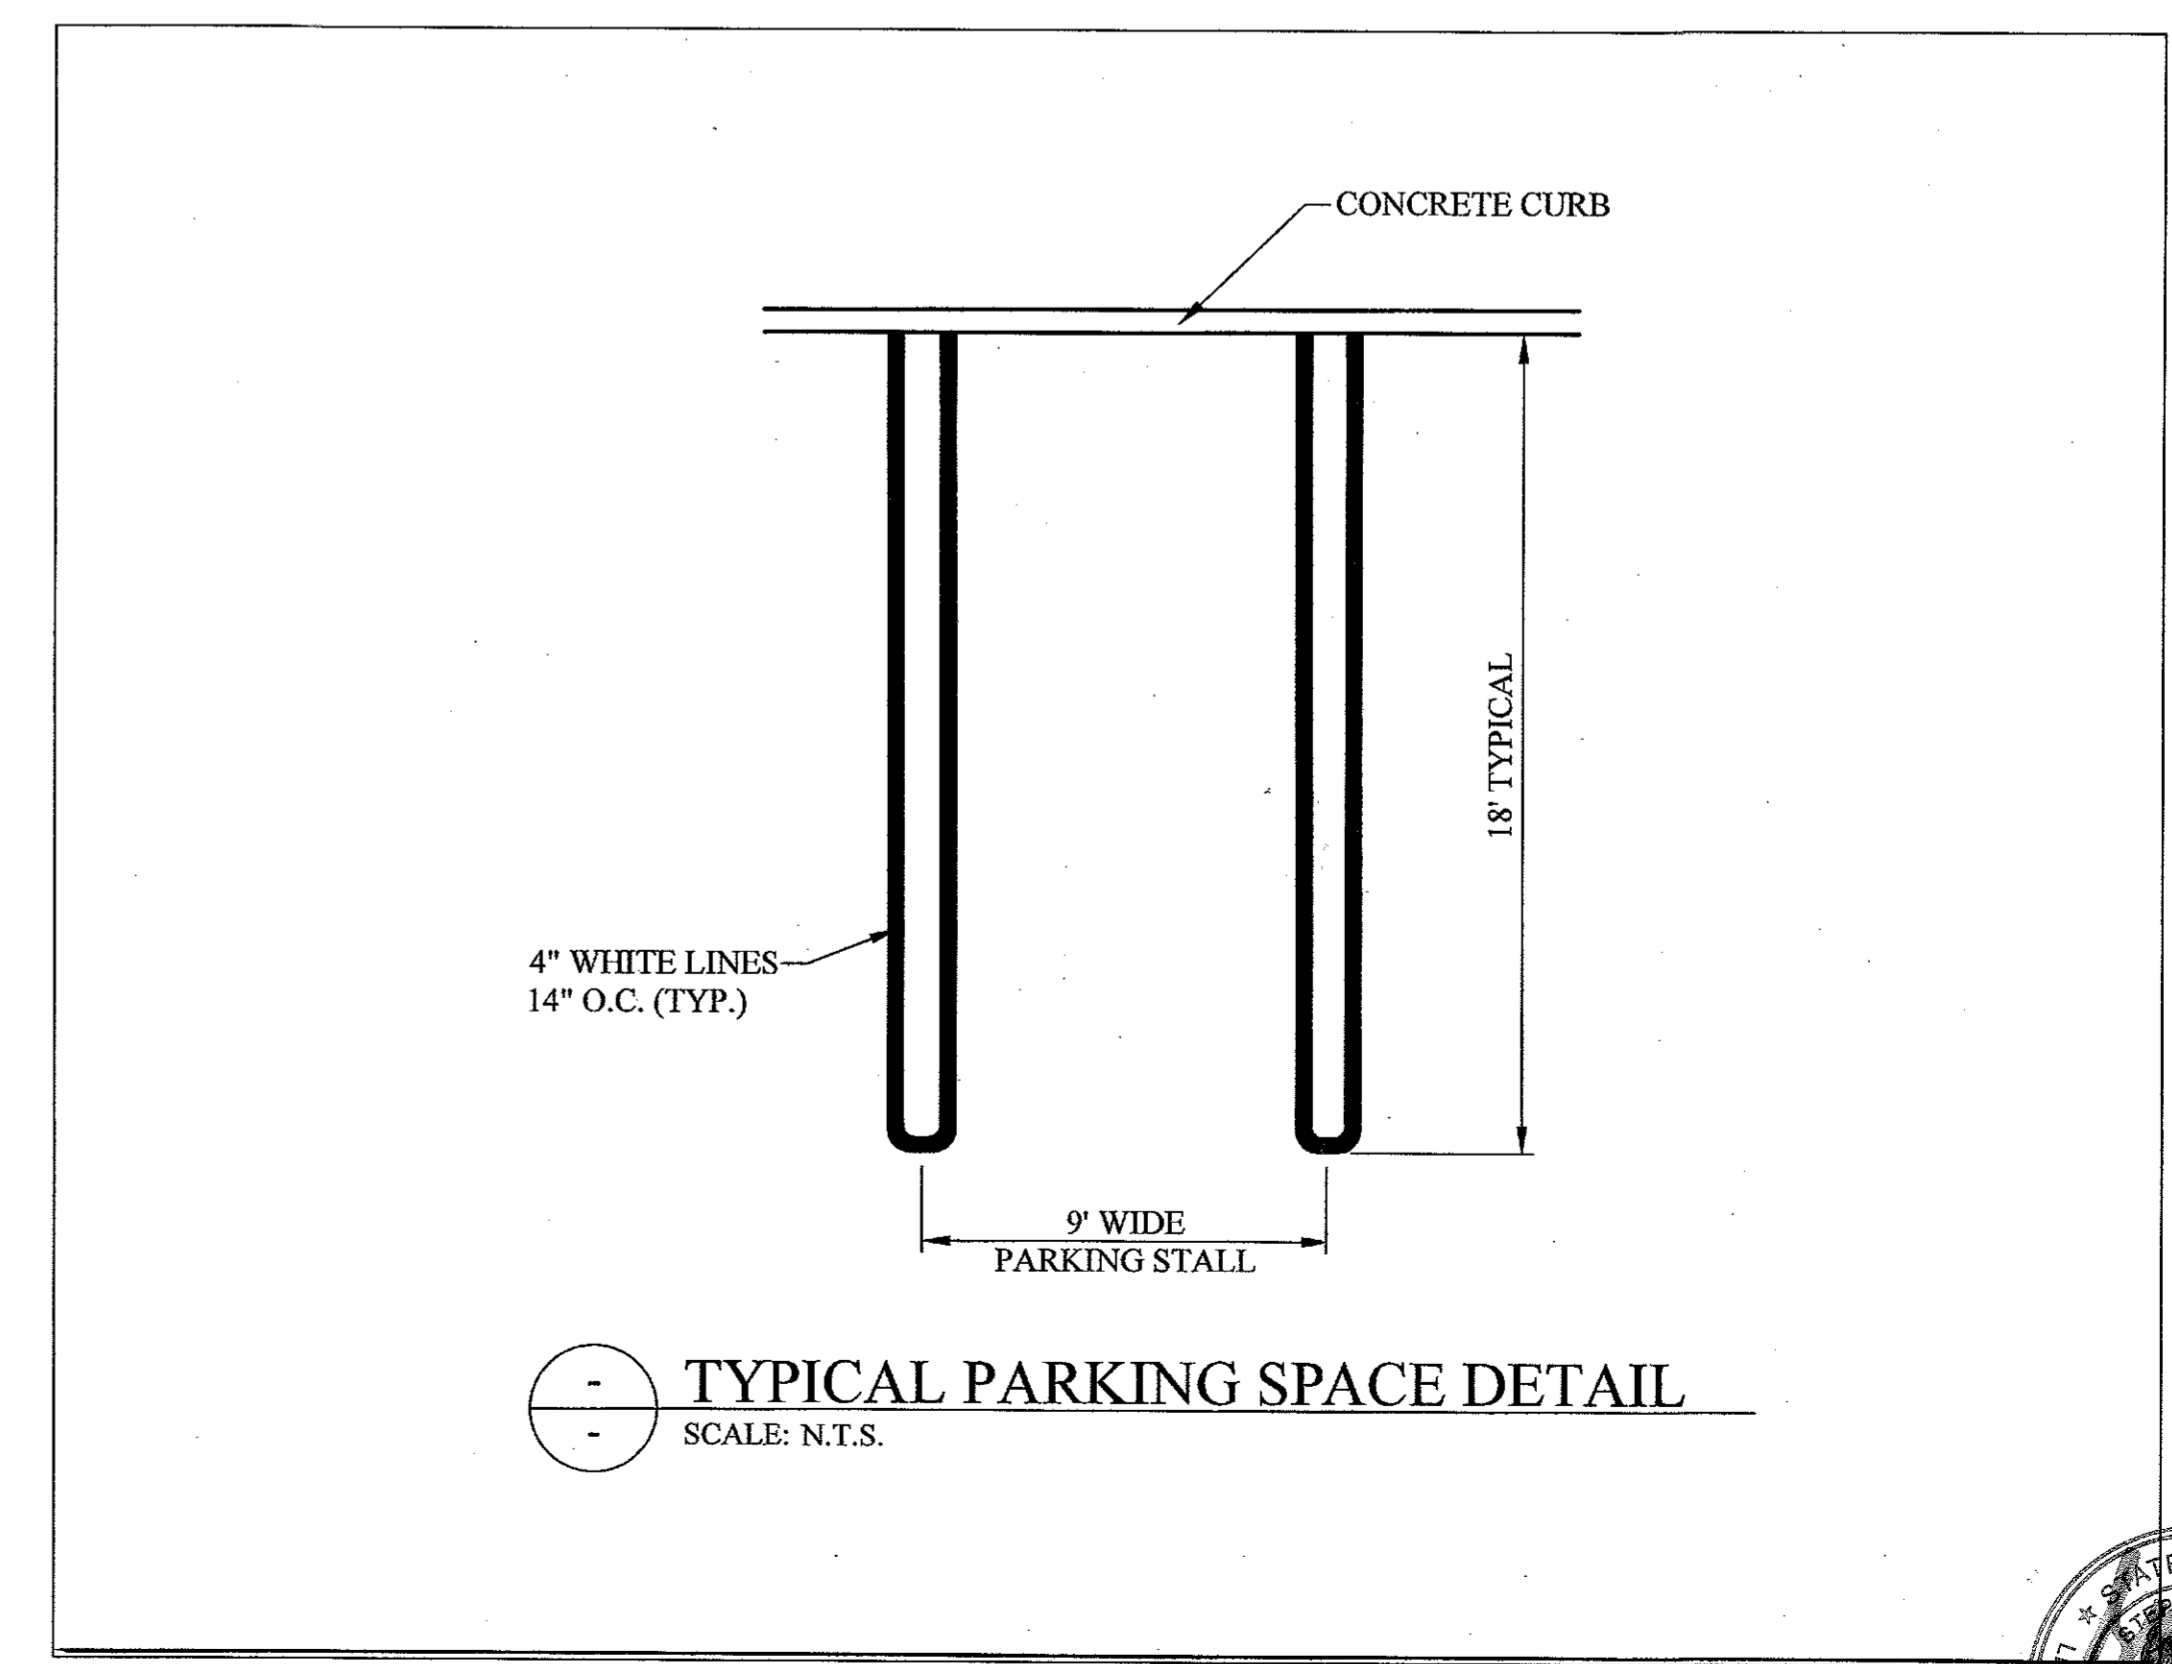 CONCRETE CURB
18' TYPICAL
4" WHITE LINES
14" O.C. (TYP.)
9' WIDE
PARKING STALL
-
TYPICAL PARKING SPACE DETAIL
-
SCALE: N.T.S.